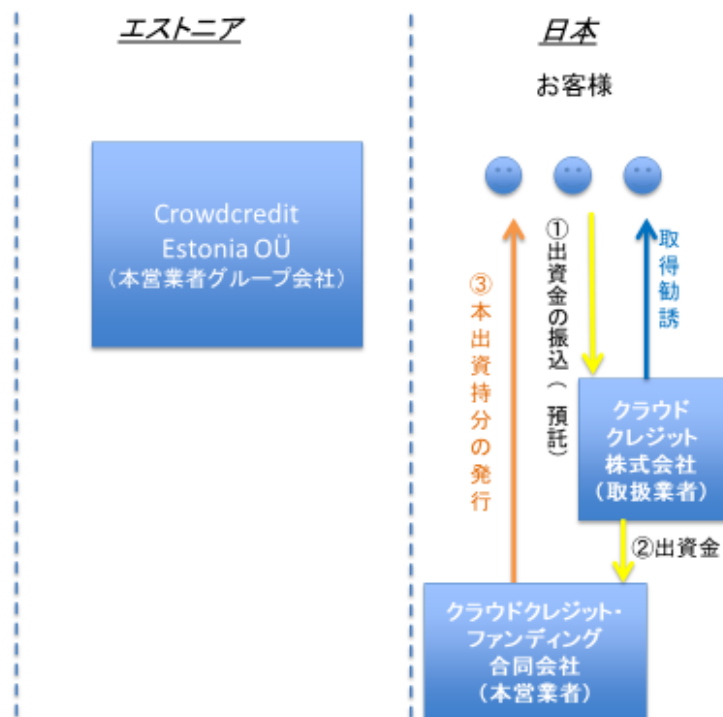 エストニア
日本
お客様
Crowdcredit
Estonia OÜ
（本営業者グループ会社）
③本出資持分の発行
①出資金の振込（預託）
取得勧誘
クラウド
クレジット
株式会社
（取扱業者）
②出資金
クラウドクレジット・
ファンディング
合同会社
（本営業者）